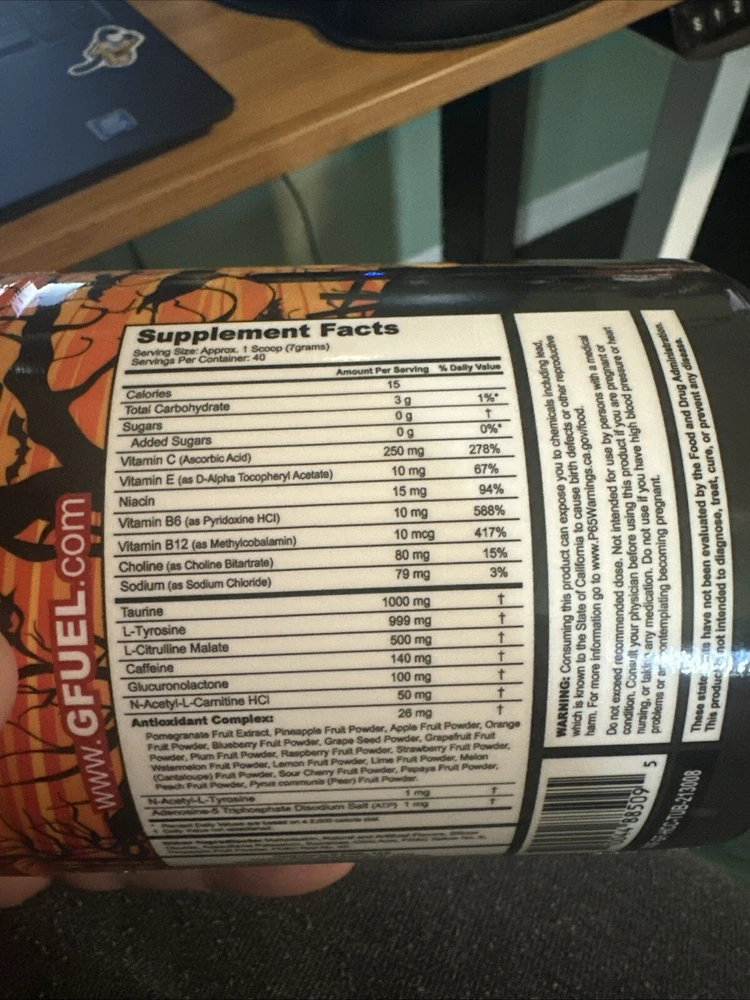 www.GFUEL.com
Supplement Facts
Serving Size: Approx. 1 Scoop (7grams)
Servings Per Container: 40
Amount Per Serving % Daily Value
Calories 15
Total Carbohydrate 3 g 1%*
Sugars 0 g †
Added Sugars 0 g 0%*
Vitamin C (Ascorbic Acid) 250 mg 278%
Vitamin E (as D-Alpha Tocopheryl Acetate) 10 mg 67%
Niacin 15 mg 94%
Vitamin B6 (as Pyridoxine HCl) 10 mg 588%
Vitamin B12 (as Methylcobalamin) 10 mcg 417%
Choline (as Choline Bitartrate) 80 mg 15%
Sodium (as Sodium Chloride) 79 mg 3%
Taurine 1000 mg †
L-Tyrosine 999 mg †
L-Citrulline Malate 500 mg †
Caffeine 140 mg †
Glucuronolactone 100 mg †
N-Acetyl-L-Carnitine HCl 50 mg †
Antioxidant Complex: 26 mg †
Pomegranate Fruit Extract, Pineapple Fruit Powder, Apple Fruit Powder, Orange
Fruit Powder, Blueberry Fruit Powder, Grape Seed Powder, Grapefruit Fruit
Powder, Plum Fruit Powder, Raspberry Fruit Powder, Strawberry Fruit Powder,
Watermelon Fruit Powder, Lemon Fruit Powder, Lime Fruit Powder, Melon
(Cantaloupe) Fruit Powder, Sour Cherry Fruit Powder, Papaya Fruit Powder,
Peach Fruit Powder, Pyrus communis (Pear) Fruit Powder.
N-Acetyl-L-Tyrosine 1 mg †
Adenosine-5 Triphosphate Disodium Salt (ATP) 1 mg †
WARNING: Consuming this product can expose you to chemicals including lead,
which is known to the State of California to cause birth defects or other reproductive
harm. For more information go to www.P65Warnings.ca.gov/food.
Do not exceed recommended dose. Not intended for use by persons with a medical
condition. Consult your physician before using this product if you are pregnant or
nursing, or taking any medication. Do not use if you have high blood pressure or heart
problems or are contemplating becoming pregnant.
These have not been evaluated by the Food and Drug Administration.
This product not intended to diagnose, treat, cure, or prevent any disease.
88509 5
TUB-213008